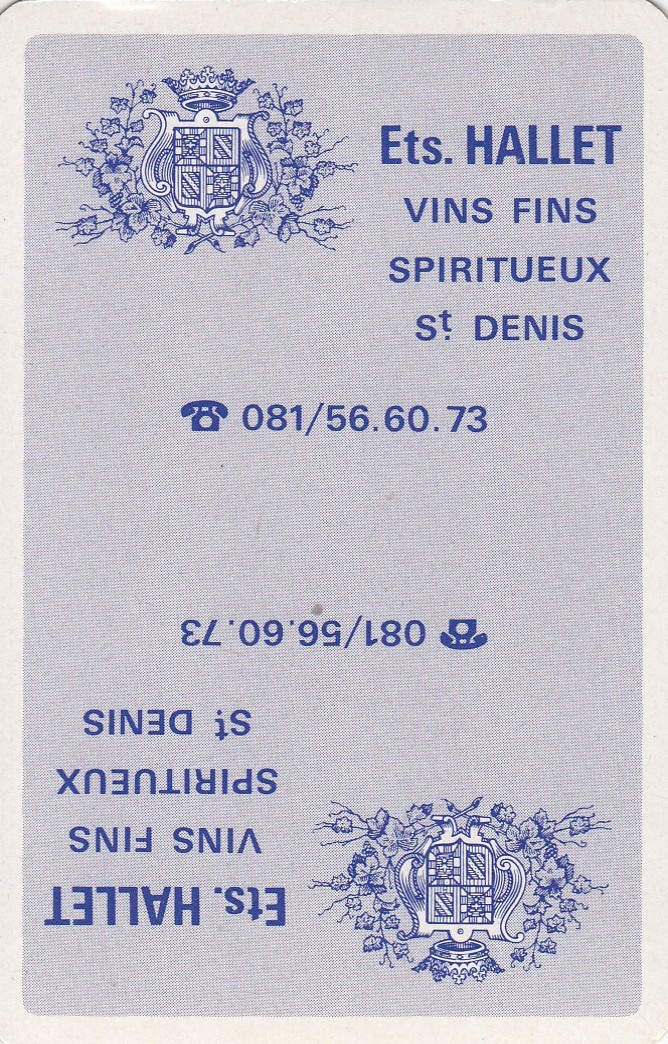 Ets. HALLET
VINS FINS
SPIRITUEUX
St. DENIS
☎ 081/56.60.73
☎ 081/56.60.73
St. DENIS
SPIRITUEUX
VINS FINS
Ets. HALLET